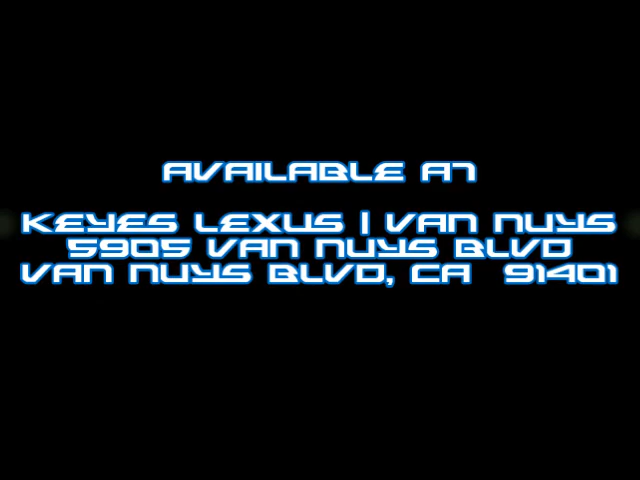 AVAILABLE AT
KEYES LEXUS | VAN NUYS
5905 VAN NUYS BLVD
VAN NUYS BLVD, CA 91401